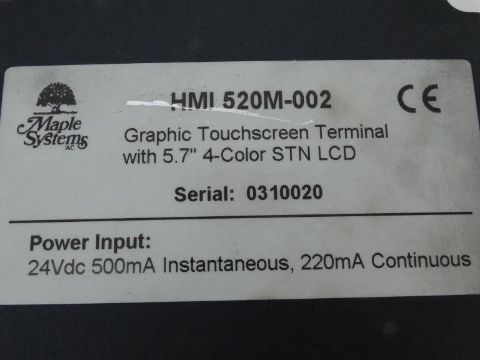 Maple
Systems
INC.
HMI 520M-002
CE
Graphic Touchscreen Terminal
with 5.7" 4-Color STN LCD
Serial: 0310020
Power Input:
24Vdc 500mA Instantaneous, 220mA Continuous